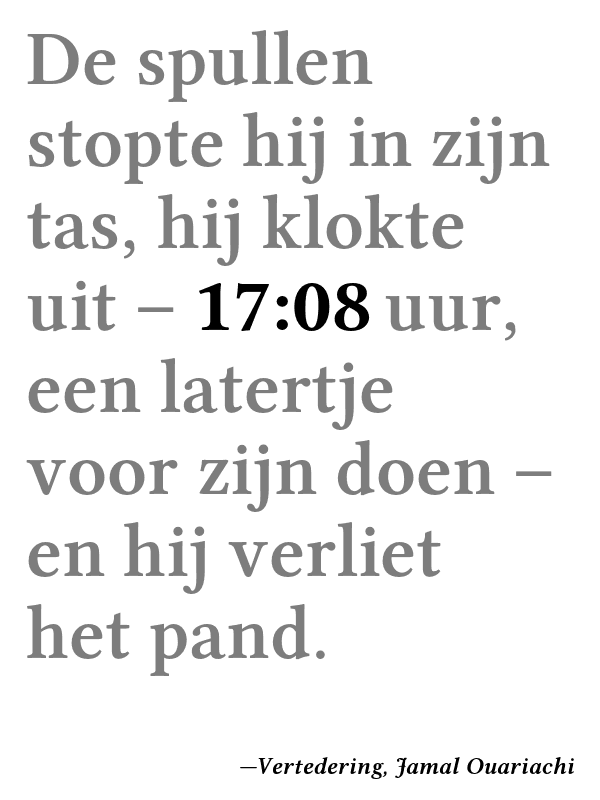 De spullen
stopte hij in zijn
tas, hij klokte
uit – 17:08 uur,
een latertje
voor zijn doen –
en hij verliet
het pand.
—Vertedering, Jamal Ouariachi